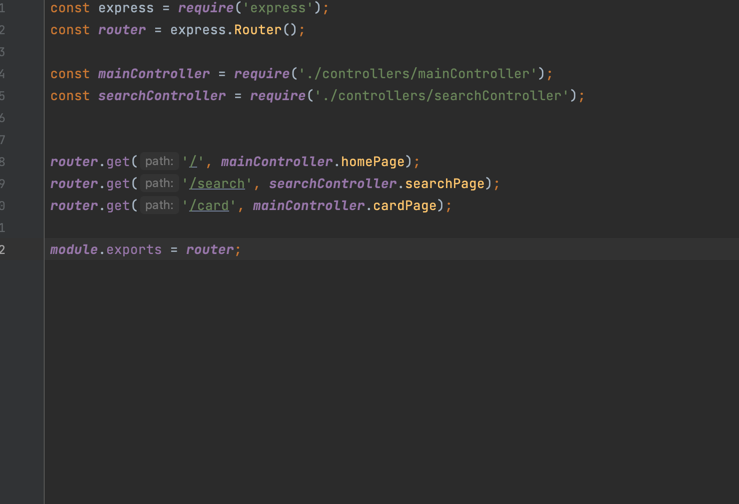 1 const express = require('express');
2 const router = express.Router();
3
4 const mainController = require('./controllers/mainController');
5 const searchController = require('./controllers/searchController');
6
7
8 router.get( path: '/', mainController.homePage);
9 router.get( path: '/search', searchController.searchPage);
0 router.get( path: '/card', mainController.cardPage);
1
2 module.exports = router;